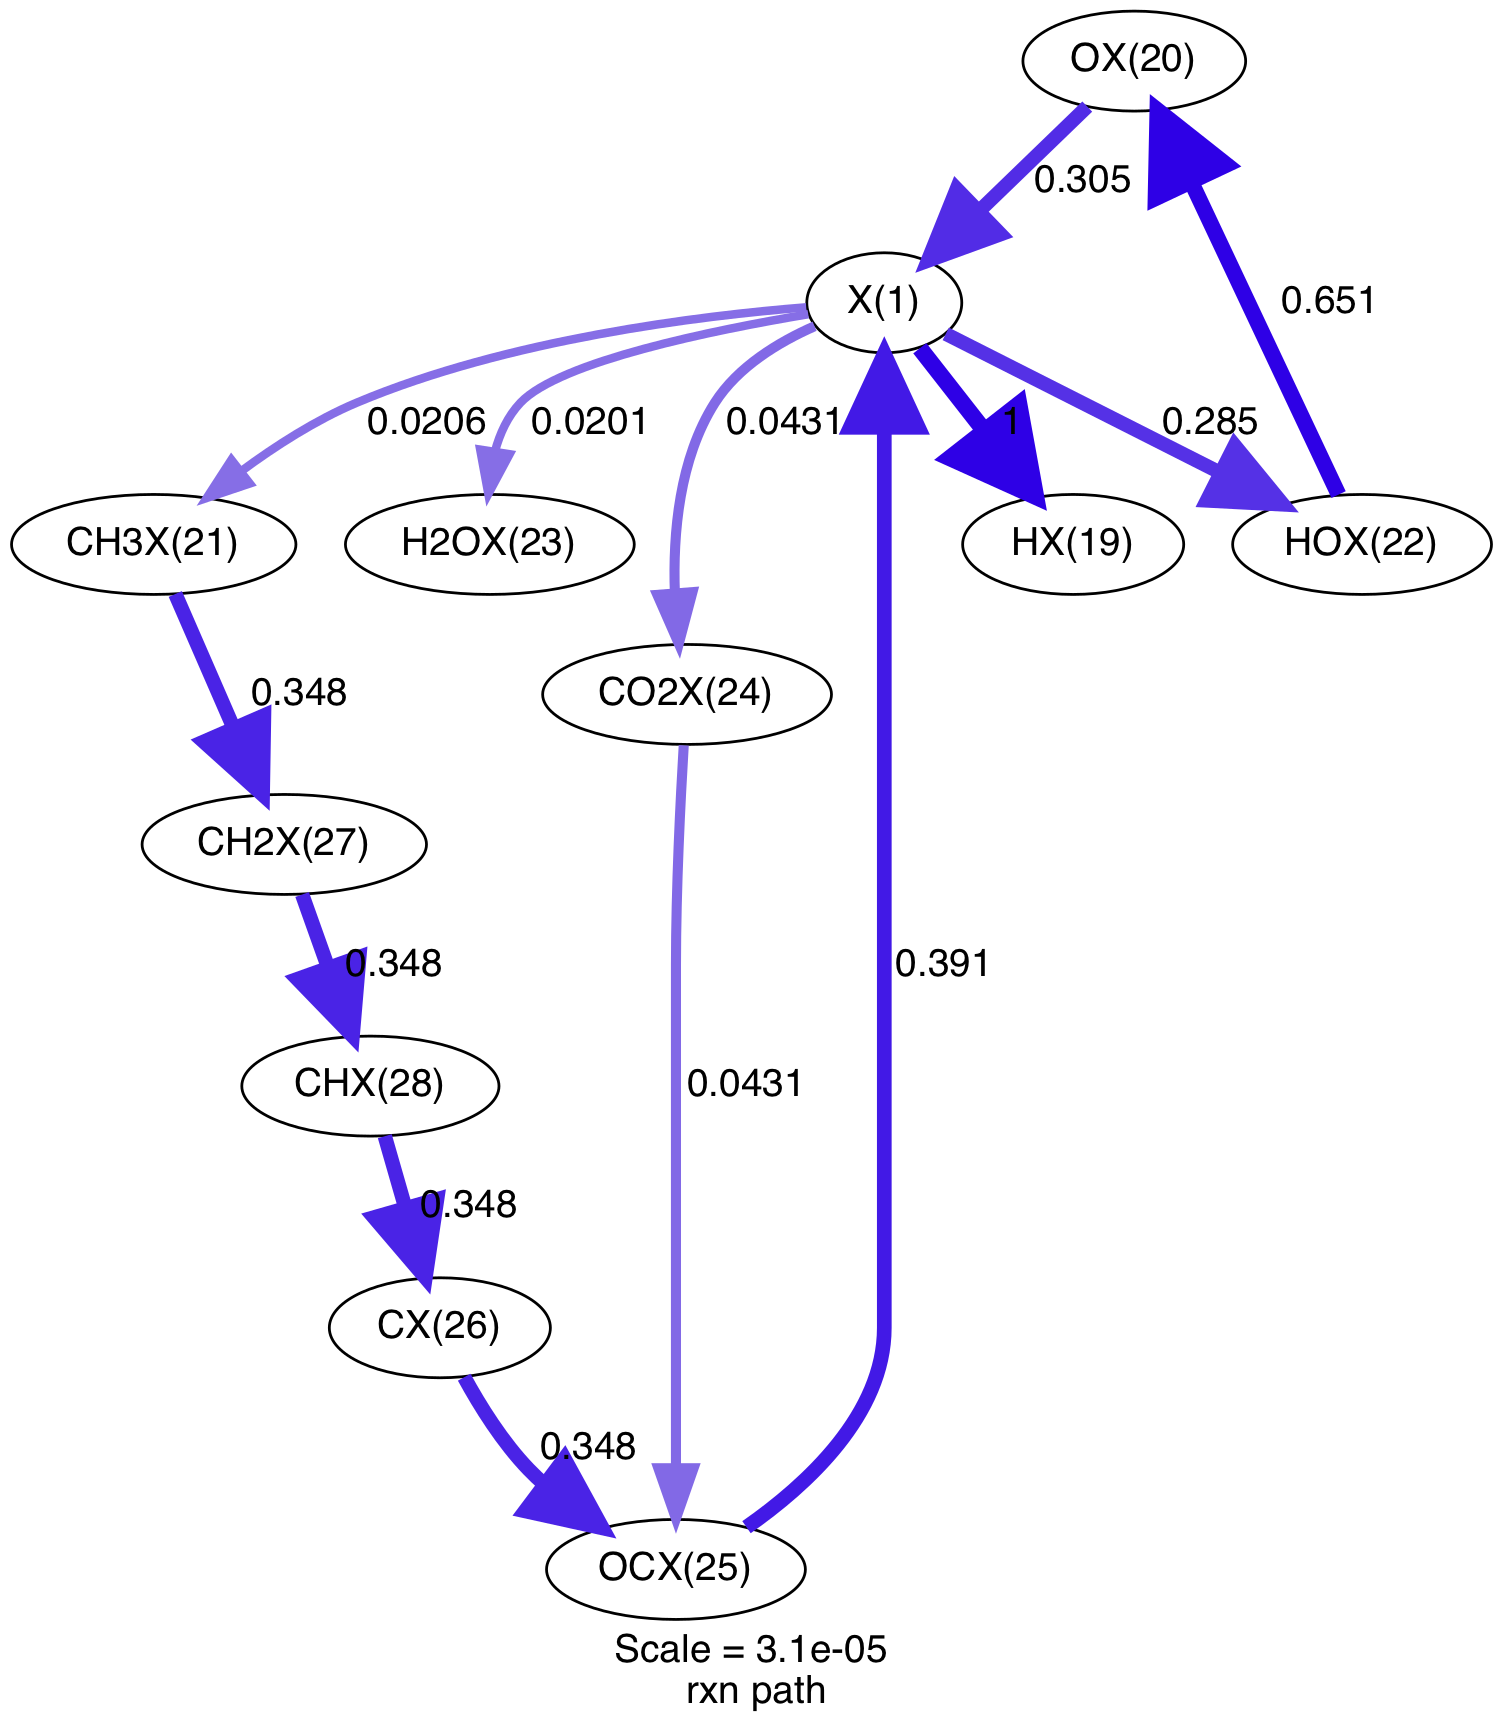 OX(20)
0.305
X(1)
0.651
0.0206
0.0201
0.0431
1
0.285
CH3X(21)
H2OX(23)
HX(19)
HOX(22)
0.348
CO2X(24)
CH2X(27)
0.348
0.391
CHX(28)
0.0431
0.348
CX(26)
0.348
OCX(25)
Scale = 3.1e-05
rxn path